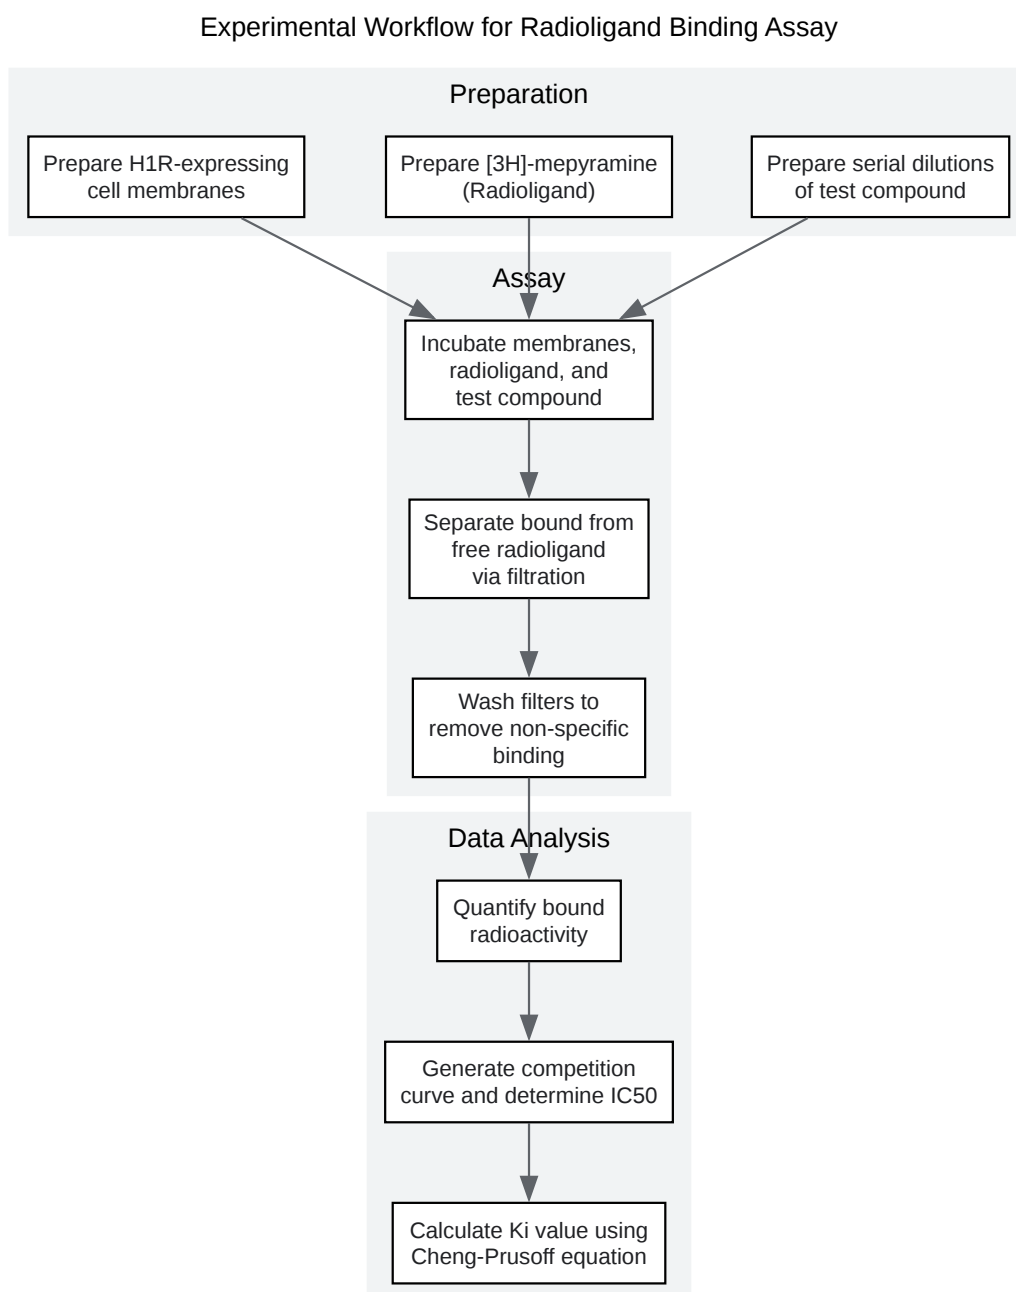 Experimental Workflow for Radioligand Binding Assay
Preparation
Prepare H1R-expressing
cell membranes
Prepare [3H]-mepyramine
(Radioligand)
Prepare serial dilutions
of test compound
Assay
Incubate membranes,
radioligand, and
test compound
Separate bound from
free radioligand
via filtration
Wash filters to
remove non-specific
binding
Data Analysis
Quantify bound
radioactivity
Generate competition
curve and determine IC50
Calculate Ki value using
Cheng-Prusoff equation